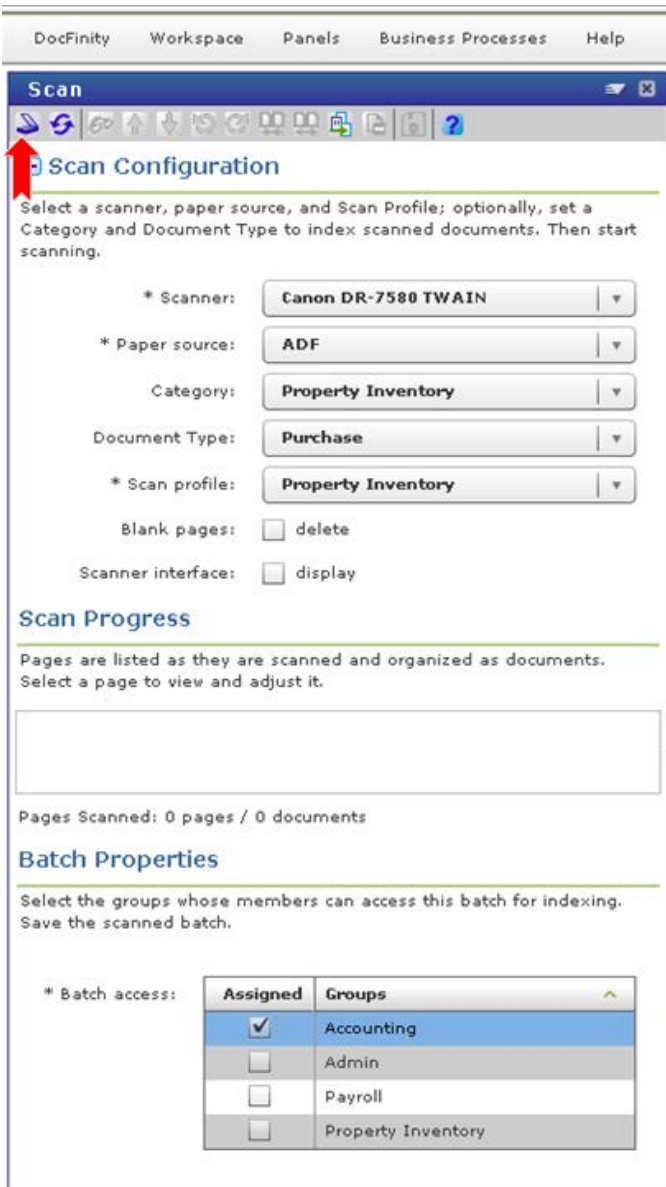 DocFinity Workspace Panels Business Processes Help
Scan
?
Scan Configuration
Select a scanner, paper source, and Scan Profile; optionally, set a
Category and Document Type to index scanned documents. Then start
scanning.
* Scanner: Canon DR-7580 TWAIN
* Paper source: ADF
Category: Property Inventory
Document Type: Purchase
* Scan profile: Property Inventory
Blank pages: delete
Scanner interface: display
Scan Progress
Pages are listed as they are scanned and organized as documents.
Select a page to view and adjust it.
Pages Scanned: 0 pages / 0 documents
Batch Properties
Select the groups whose members can access this batch for indexing.
Save the scanned batch.
* Batch access: Assigned Groups
Accounting
Admin
Payroll
Property Inventory